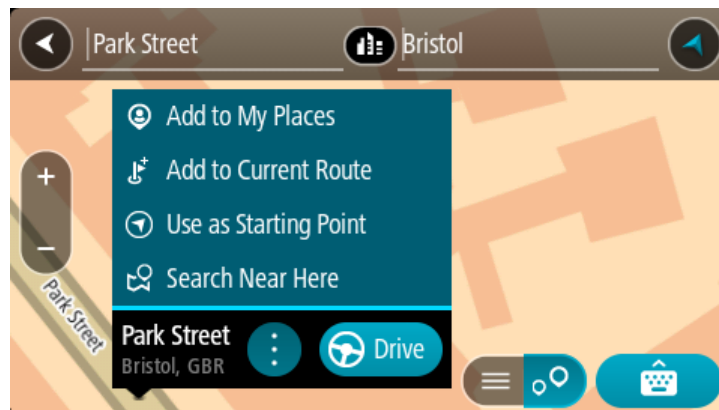 Park Street
Bristol
Add to My Places
Add to Current Route
Use as Starting Point
Search Near Here
Park Street
Bristol, GBR
Drive
Park Street